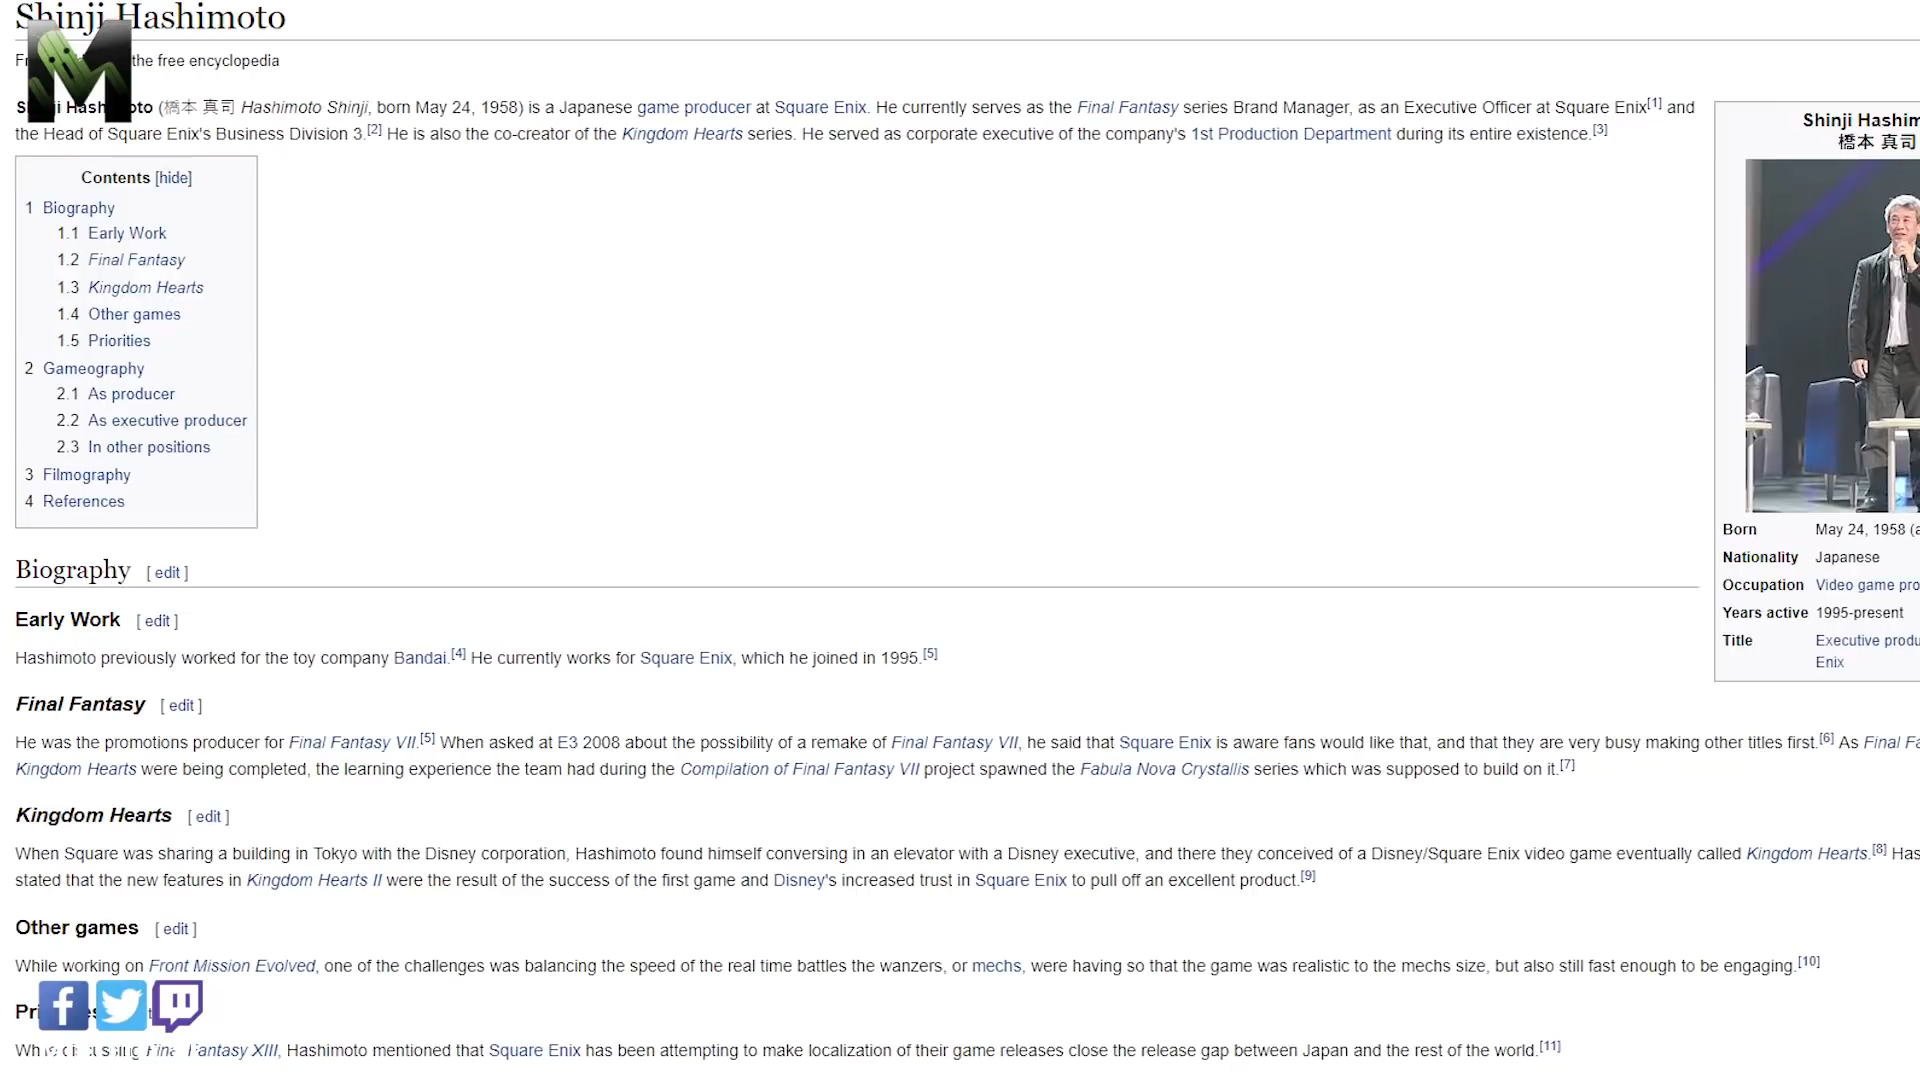 Shinji Hashimoto
the free encyclopedia
Hashimoto (橋本 真司 Hashimoto Shinji, born May 24, 1958) is a Japanese game producer at Square Enix. He currently serves as the Final Fantasy series Brand Manager, as an Executive Officer at Square Enix[1] and
the Head of Square Enix's Business Division 3.[2] He is also the co-creator of the Kingdom Hearts series. He served as corporate executive of the company's 1st Production Department during its entire existence.[3]
Contents [hide]
1 Biography
1.1 Early Work
1.2 Final Fantasy
1.3 Kingdom Hearts
1.4 Other games
1.5 Priorities
2 Gameography
2.1 As producer
2.2 As executive producer
2.3 In other positions
3 Filmography
4 References
Shinji Hashim
橋本 真司
Born May 24, 1958 (a
Nationality Japanese
Occupation Video game pro
Years active 1995-present
Title Executive produ
Enix
Biography [ edit ]
Early Work [ edit ]
Hashimoto previously worked for the toy company Bandai.[4] He currently works for Square Enix, which he joined in 1995.[5]
Final Fantasy [ edit ]
He was the promotions producer for Final Fantasy VII.[5] When asked at E3 2008 about the possibility of a remake of Final Fantasy VII, he said that Square Enix is aware fans would like that, and that they are very busy making other titles first.[6] As Final Fa
Kingdom Hearts were being completed, the learning experience the team had during the Compilation of Final Fantasy VII project spawned the Fabula Nova Crystallis series which was supposed to build on it.[7]
Kingdom Hearts [ edit ]
When Square was sharing a building in Tokyo with the Disney corporation, Hashimoto found himself conversing in an elevator with a Disney executive, and there they conceived of a Disney/Square Enix video game eventually called Kingdom Hearts.[8] Has
stated that the new features in Kingdom Hearts II were the result of the success of the first game and Disney's increased trust in Square Enix to pull off an excellent product.[9]
Other games [ edit ]
While working on Front Mission Evolved, one of the challenges was balancing the speed of the real time battles the wanzers, or mechs, were having so that the game was realistic to the mechs size, but also still fast enough to be engaging.[10]
Fantasy XIII, Hashimoto mentioned that Square Enix has been attempting to make localization of their game releases close the release gap between Japan and the rest of the world.[11]